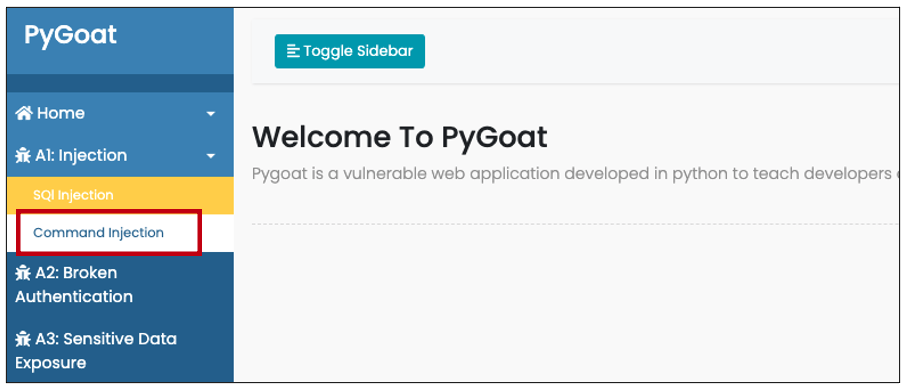 PyGoat
Toggle Sidebar
Home
A1: Injection
SQl Injection
Command Injection
A2: Broken
Authentication
A3: Sensitive Data
Exposure
Welcome To PyGoat
Pygoat is a vulnerable web application developed in python to teach developers